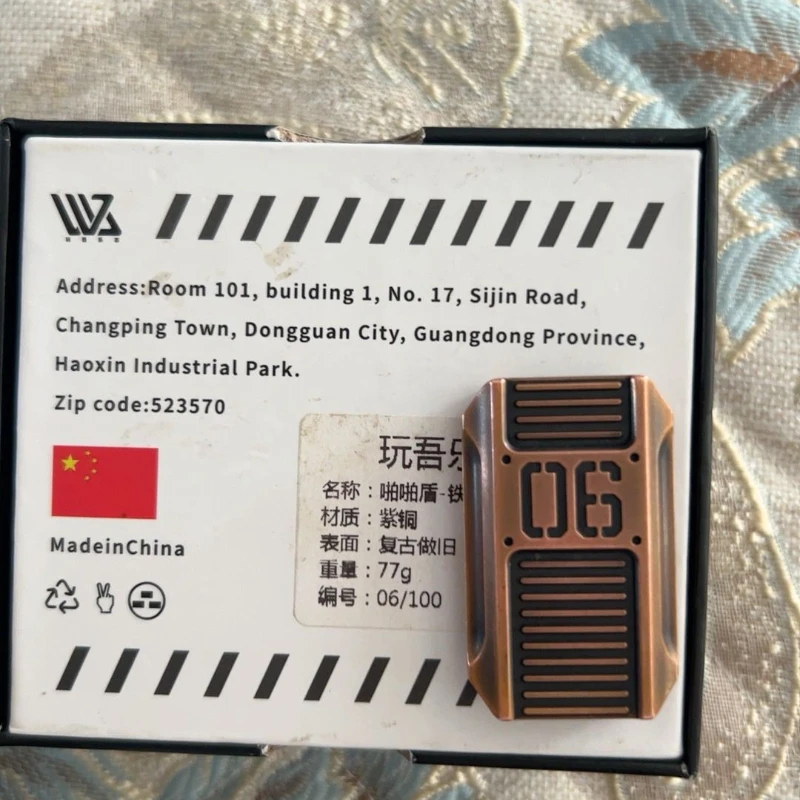 Address:Room 101, building 1, No. 17, Sijin Road,
Changping Town, Dongguan City, Guangdong Province,
Haoxin Industrial Park.
Zip code:523570
MadeinChina
玩吾
名称：啪啪盾-铁
材质：紫铜
表面：复古做旧
重量：77g
编号：06/100
06